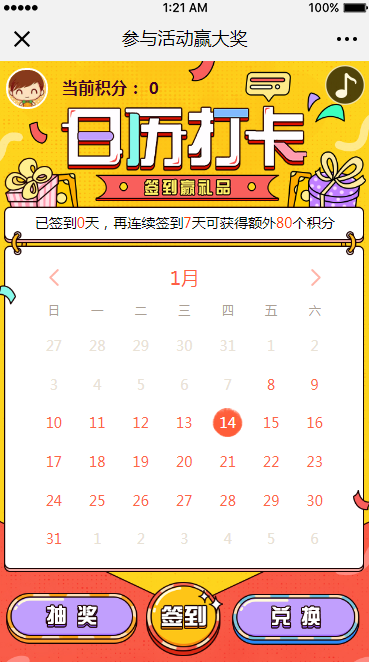 1:21 AM
100%
参与活动赢大奖
当前积分： 0
日历打卡
签到赢礼品
已签到0天，再连续签到7天可获得额外80个积分
1月
日 一 二 三 四 五 六
27 28 29 30 31 1 2
3 4 5 6 7 8 9
10 11 12 13 14 15 16
17 18 19 20 21 22 23
24 25 26 27 28 29 30
31 1 2 3 4 5 6
抽奖 签到 兑换